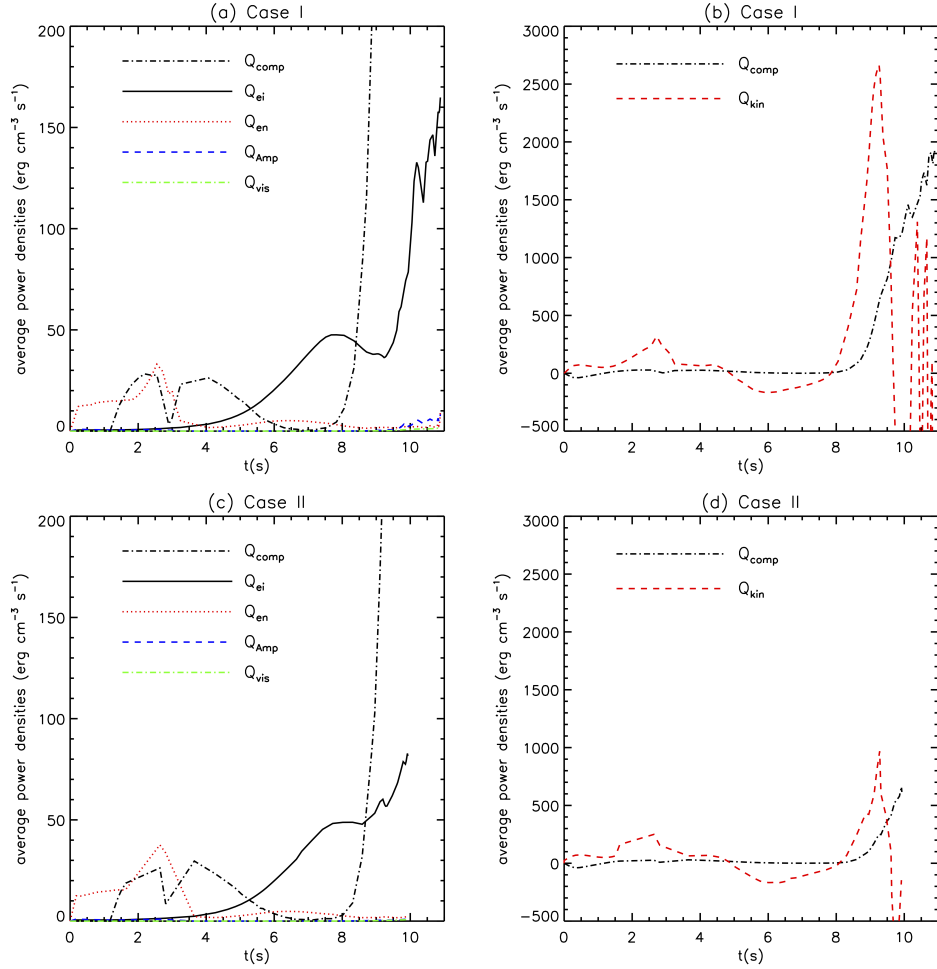 (a) Case I
average power densities (erg cm⁻³ s⁻¹)
200
150
100
50
0
Q_comp
Q_ei
Q_en
Q_Amp
Q_vis
0 2 4 6 8 10
t(s)
(b) Case I
average power densities (erg cm⁻³ s⁻¹)
3000
2500
2000
1500
1000
500
0
−500
Q_comp
Q_kin
0 2 4 6 8 10
t(s)
(c) Case II
average power densities (erg cm⁻³ s⁻¹)
200
150
100
50
0
Q_comp
Q_ei
Q_en
Q_Amp
Q_vis
0 2 4 6 8 10
t(s)
(d) Case II
average power densities (erg cm⁻³ s⁻¹)
3000
2500
2000
1500
1000
500
0
−500
Q_comp
Q_kin
0 2 4 6 8 10
t(s)